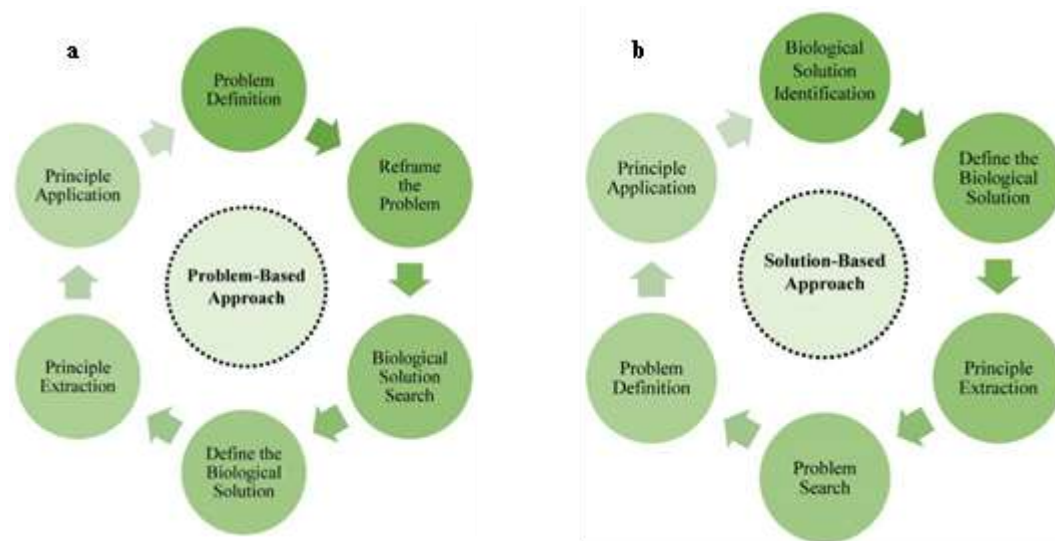 a
Problem
Definition
Reframe
the
Problem
Biological
Solution
Search
Define the
Biological
Solution
Principle
Extraction
Principle
Application
Problem-Based
Approach
b
Biological
Solution
Identification
Define the
Biological
Solution
Principle
Extraction
Problem
Search
Problem
Definition
Principle
Application
Solution-Based
Approach